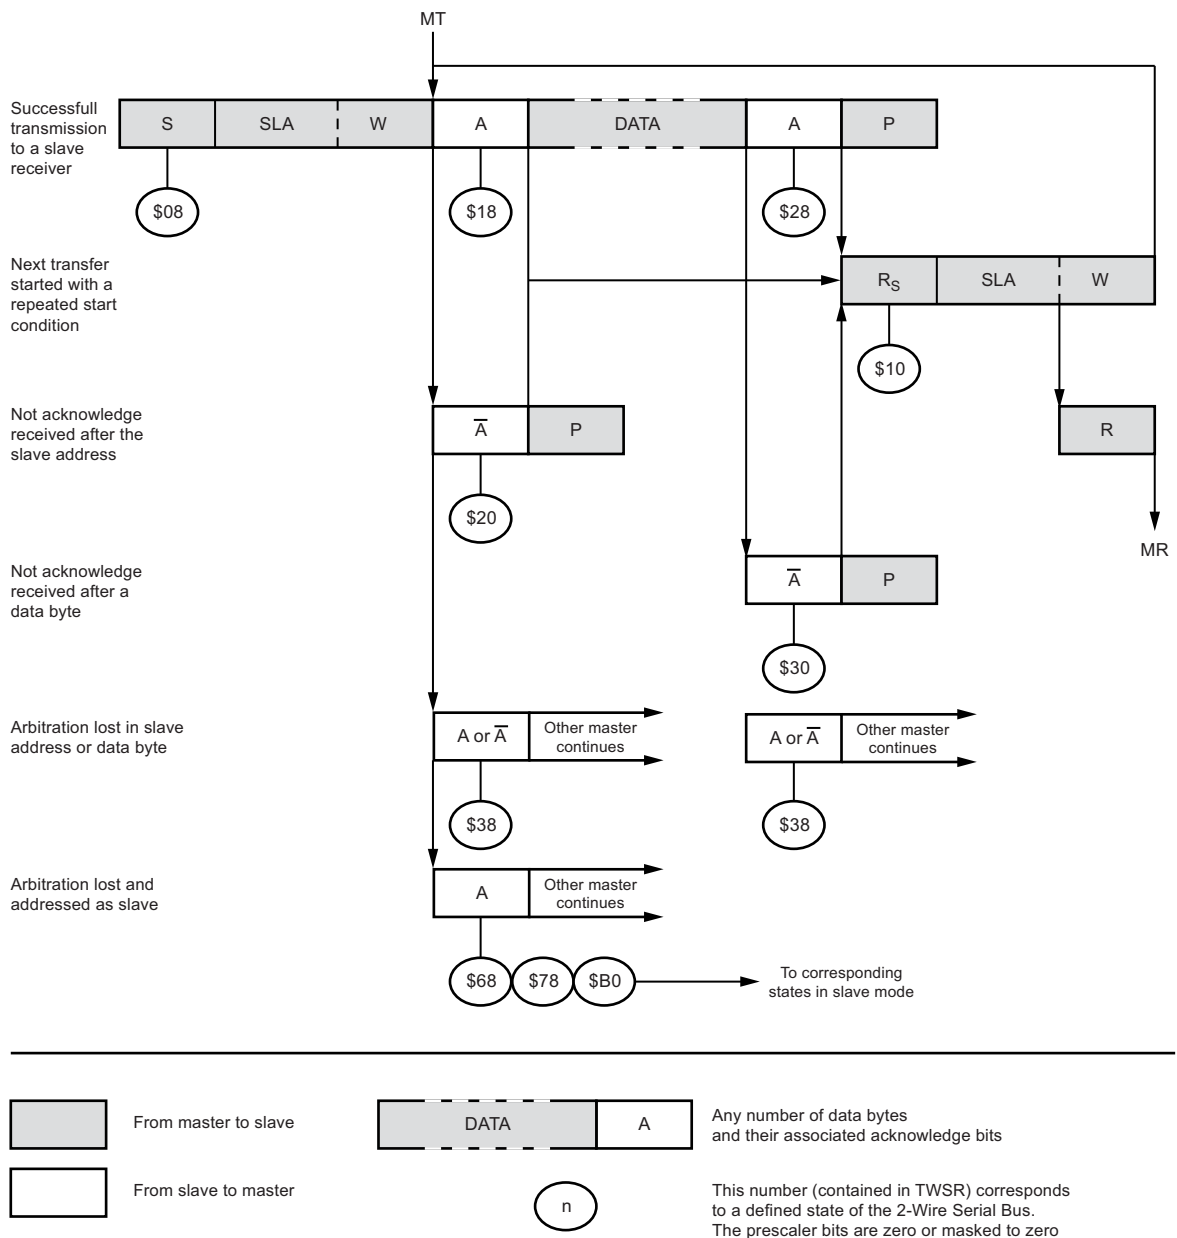 MT
Successfull
transmission
to a slave
receiver
S SLA W A DATA A P
$08 $18 $28
Next transfer
started with a
repeated start
condition
RS SLA W
$10
Not acknowledge
received after the
slave address
A̅ P
R
$20
MR
Not acknowledge
received after a
data byte
A̅ P
$30
Arbitration lost in slave
address or data byte
A or A̅
Other master
continues
A or A̅
Other master
continues
$38 $38
Arbitration lost and
addressed as slave
A
Other master
continues
$68 $78 $B0
To corresponding
states in slave mode
From master to slave
DATA A
Any number of data bytes
and their associated acknowledge bits
From slave to master
n
This number (contained in TWSR) corresponds
to a defined state of the 2-Wire Serial Bus.
The prescaler bits are zero or masked to zero